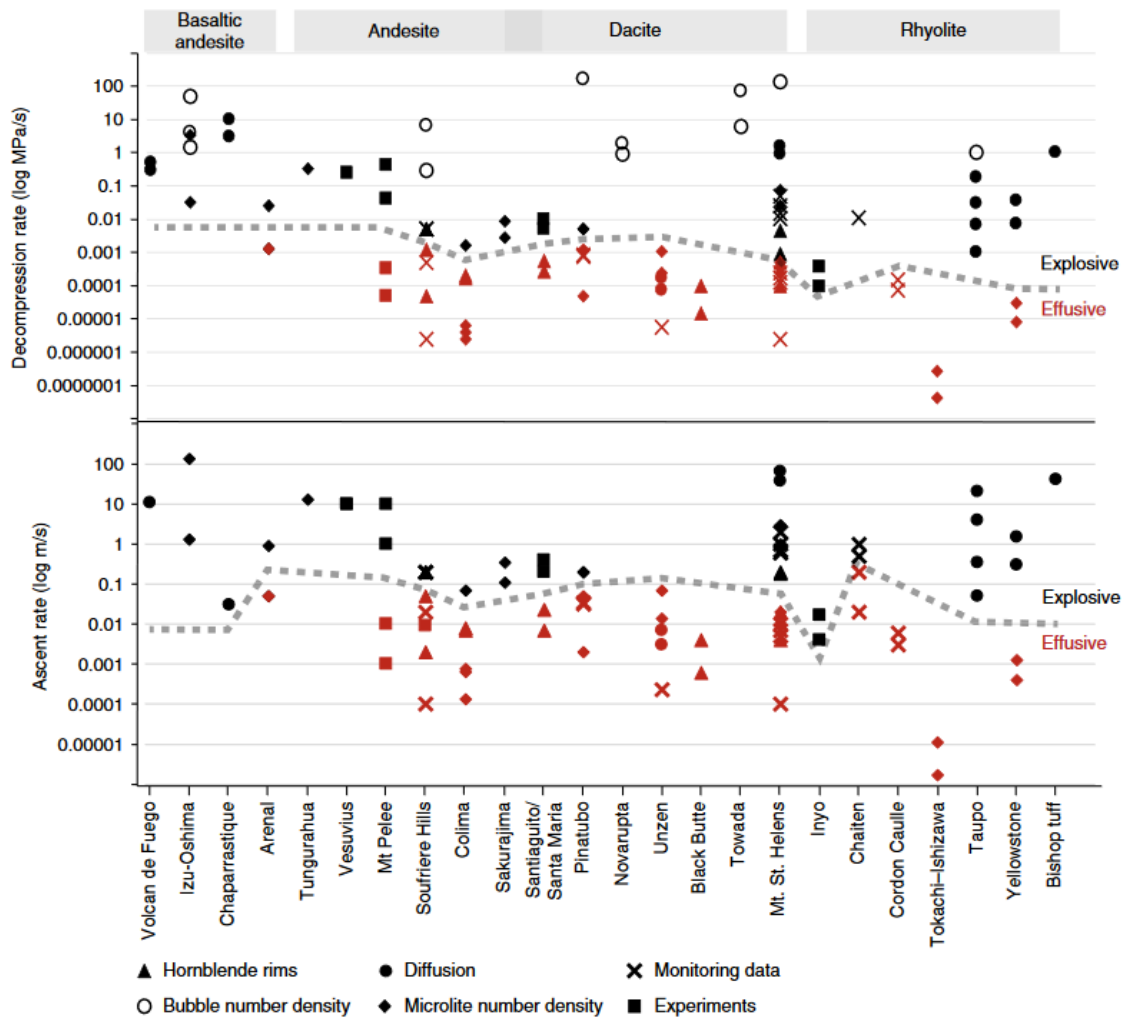 Basaltic
andesite
Andesite
Dacite
Rhyolite
Decompression rate (log MPa/s)
100
10
1
0.1
0.01
0.001
0.0001
0.00001
0.000001
0.0000001
Explosive
Effusive
Ascent rate (log m/s)
100
10
1
0.1
0.01
0.001
0.0001
0.00001
Explosive
Effusive
Volcan de Fuego
Izu-Oshima
Chaparrastique
Arenal
Tungurahua
Vesuvius
Mt Pelee
Soufriere Hills
Colima
Sakurajima
Santiaguito/
Santa Maria
Pinatubo
Novarupta
Unzen
Black Butte
Towada
Mt. St. Helens
Inyo
Chaiten
Cordon Caulle
Tokachi–Ishizawa
Taupo
Yellowstone
Bishop tuff
Hornblende rims
Diffusion
Monitoring data
Bubble number density
Microlite number density
Experiments